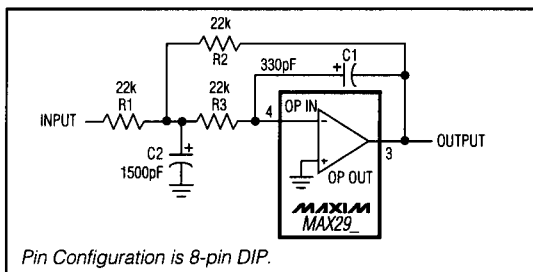 22k
R2
C1
330pF
+
22k
R1
22k
R3
4
OP IN
INPUT
-
OUTPUT
C2
1500pF
+
+
3
OP OUT
MAXIM
MAX29_
Pin Configuration is 8-pin DIP.